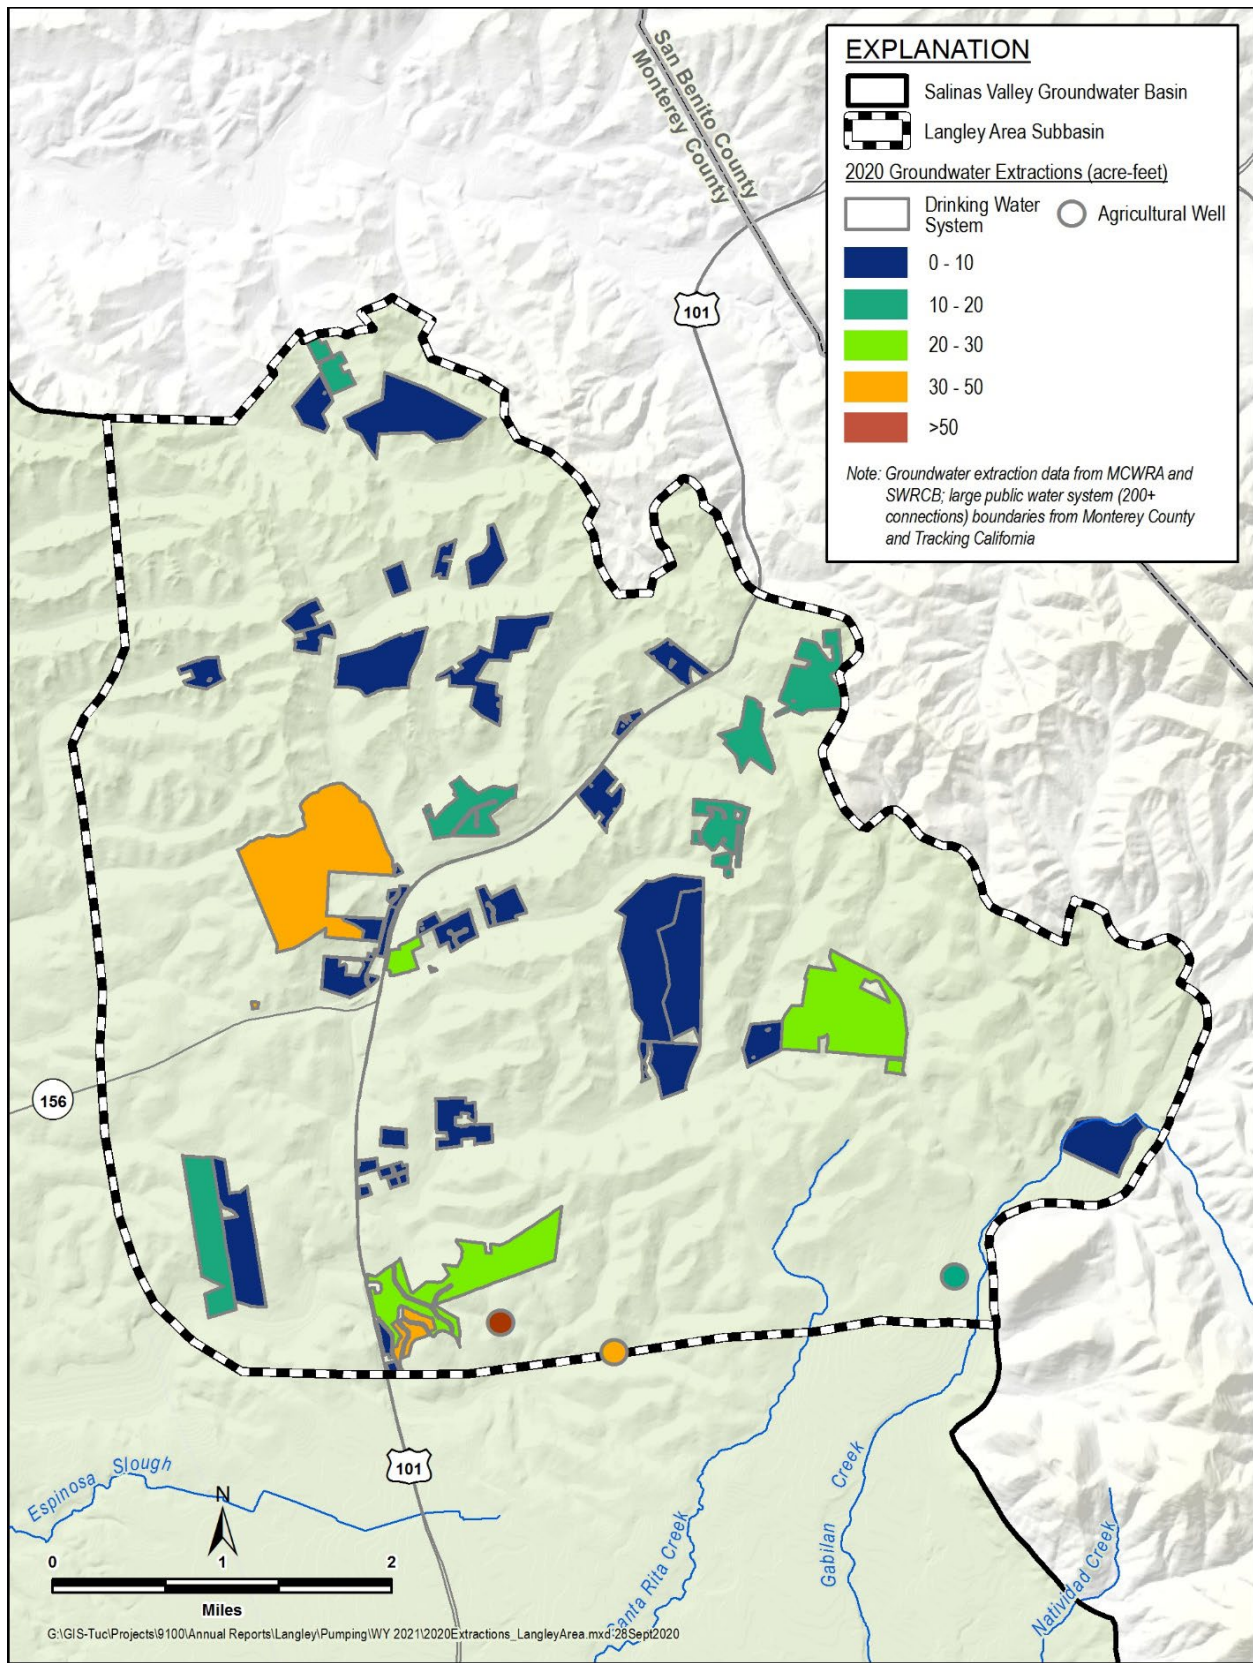 San Benito County
Monterey County
EXPLANATION
Salinas Valley Groundwater Basin
Langley Area Subbasin
2020 Groundwater Extractions (acre-feet)
Drinking Water
System
Agricultural Well
0 - 10
10 - 20
20 - 30
30 - 50
>50
Note: Groundwater extraction data from MCWRA and
SWRCB; large public water system (200+
connections) boundaries from Monterey County
and Tracking California
101
156
101
Espinosa Slough
N
0 1 2
Miles
Santa Rita Creek
Gabilan Creek
Natividad Creek
G:\GIS-Tuc\Projects\9100\Annual Reports\Langley\Pumping\WY 2021\2020Extractions_LangleyArea.mxd 28Sept2020